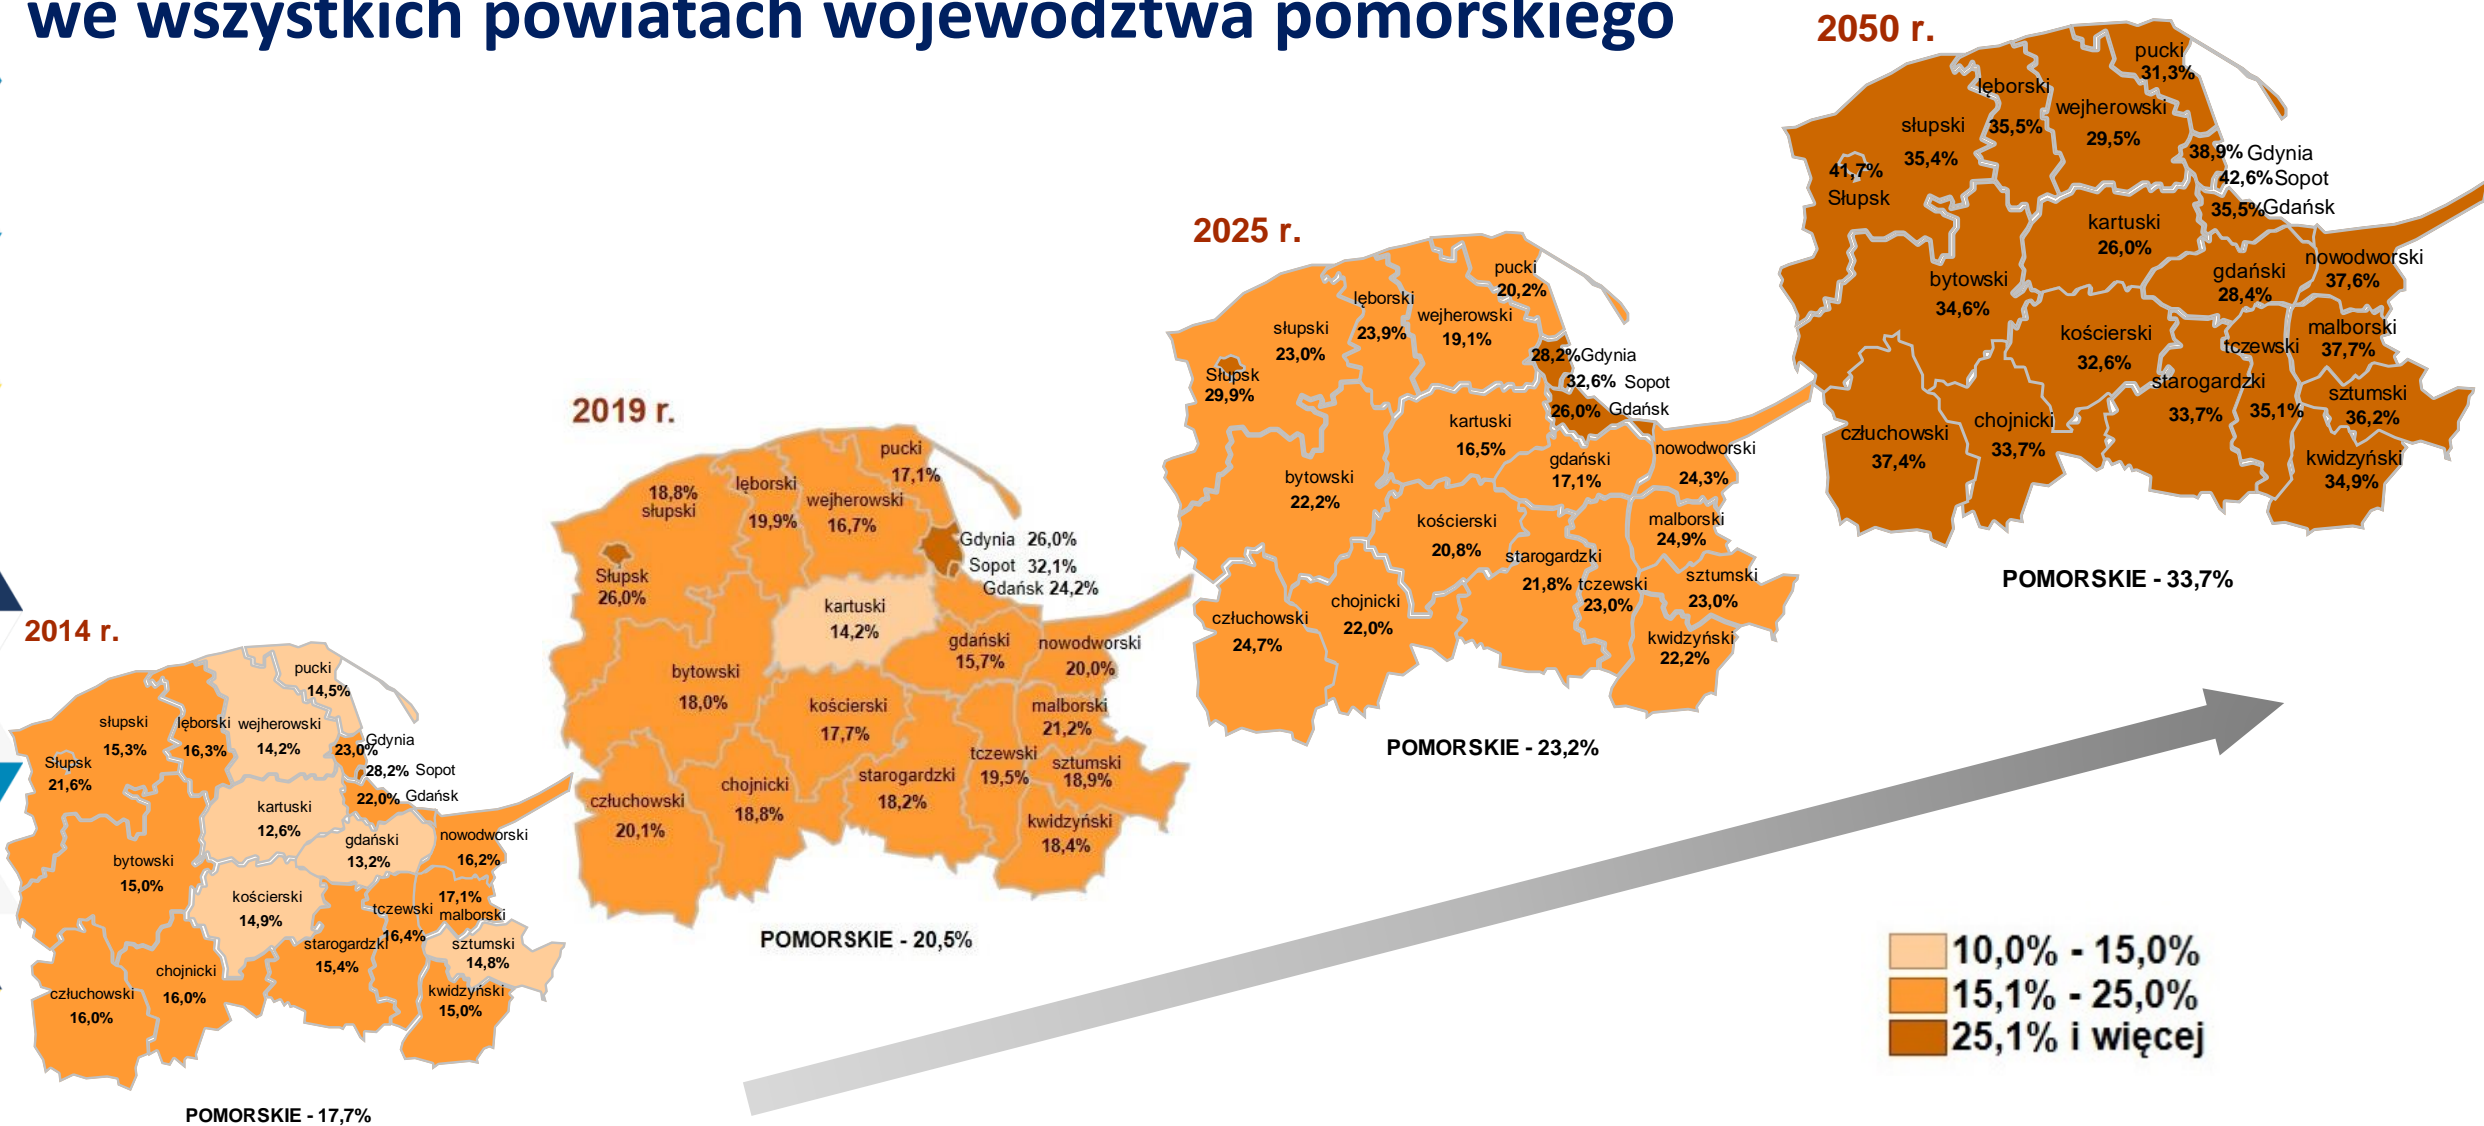 we wszystkich powiatach województwa pomorskiego
2014 r.
pucki
14,5%
słupski
15,3%
lęborski
16,3%
wejherowski
14,2%
23,0%
Gdynia
28,2% Sopot
Słupsk
21,6%
22,0% Gdańsk
kartuski
12,6%
gdański
13,2%
nowodworski
16,2%
bytowski
15,0%
kościerski
14,9%
17,1%
malborski
tczewski
16,4%
starogardzki
15,4%
sztumski
14,8%
chojnicki
16,0%
człuchowski
16,0%
kwidzyński
15,0%
POMORSKIE - 17,7%
2019 r.
pucki
17,1%
18,8%
słupski
lęborski
19,9%
wejherowski
16,7%
Gdynia 26,0%
Sopot 32,1%
Gdańsk 24,2%
Słupsk
26,0%
kartuski
14,2%
gdański
15,7%
nowodworski
20,0%
bytowski
18,0%
kościerski
17,7%
malborski
21,2%
tczewski
19,5%
sztumski
18,9%
starogardzki
18,2%
chojnicki
18,8%
człuchowski
20,1%
kwidzyński
18,4%
POMORSKIE - 20,5%
2025 r.
pucki
20,2%
lęborski
23,9%
wejherowski
19,1%
słupski
23,0%
28,2% Gdynia
32,6% Sopot
26,0% Gdańsk
Słupsk
29,9%
kartuski
16,5%
gdański
17,1%
nowodworski
24,3%
bytowski
22,2%
kościerski
20,8%
malborski
24,9%
starogardzki
21,8%
tczewski
23,0%
sztumski
23,0%
chojnicki
22,0%
człuchowski
24,7%
kwidzyński
22,2%
POMORSKIE - 23,2%
2050 r.
pucki
31,3%
lęborski
35,5%
wejherowski
29,5%
słupski
35,4%
38,9% Gdynia
42,6% Sopot
35,5% Gdańsk
41,7%
Słupsk
kartuski
26,0%
gdański
28,4%
nowodworski
37,6%
bytowski
34,6%
kościerski
32,6%
malborski
37,7%
tczewski
35,1%
starogardzki
33,7%
sztumski
36,2%
chojnicki
33,7%
człuchowski
37,4%
kwidzyński
34,9%
POMORSKIE - 33,7%
10,0% - 15,0%
15,1% - 25,0%
25,1% i więcej